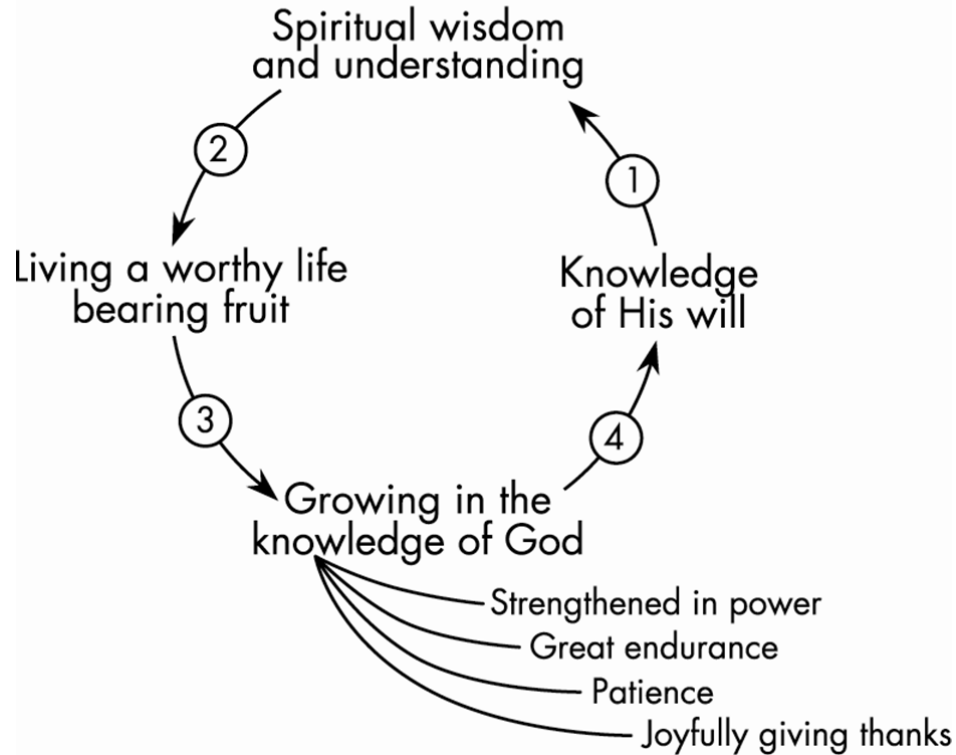 Spiritual wisdom
and understanding
2
1
Living a worthy life
bearing fruit
Knowledge
of His will
3
4
Growing in the
knowledge of God
Strengthened in power
Great endurance
Patience
Joyfully giving thanks